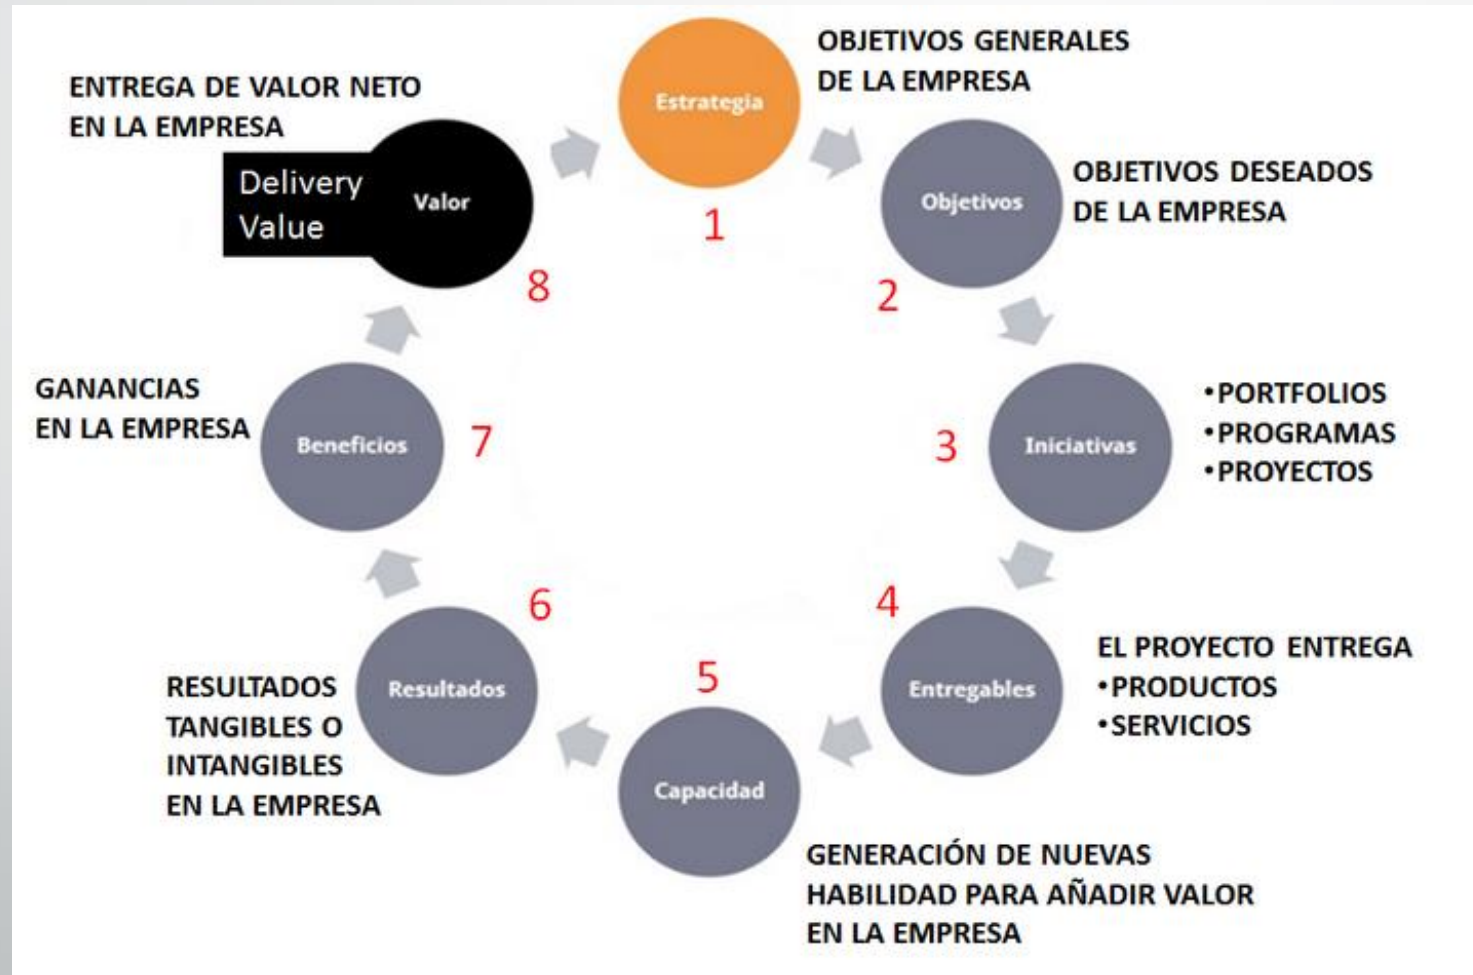 Estrategia
1
OBJETIVOS GENERALES
DE LA EMPRESA
Objetivos
2
OBJETIVOS DESEADOS
DE LA EMPRESA
Iniciativas
3
•PORTFOLIOS
•PROGRAMAS
•PROYECTOS
Entregables
4
EL PROYECTO ENTREGA
•PRODUCTOS
•SERVICIOS
Capacidad
5
GENERACIÓN DE NUEVAS
HABILIDAD PARA AÑADIR VALOR
EN LA EMPRESA
Resultados
6
RESULTADOS
TANGIBLES O
INTANGIBLES
EN LA EMPRESA
Beneficios
7
GANANCIAS
EN LA EMPRESA
Valor
8
Delivery
Value
ENTREGA DE VALOR NETO
EN LA EMPRESA